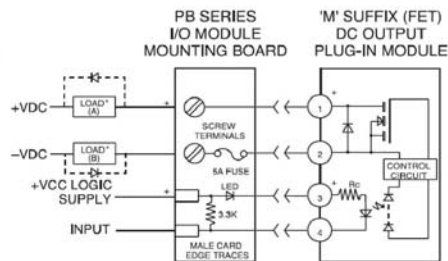 PB SERIES
I/O MODULE
MOUNTING BOARD
'M' SUFFIX (FET)
DC OUTPUT
PLUG-IN MODULE
+VDC
LOAD*
(A)
+
SCREW
TERMINALS
+
1
–VDC
LOAD*
(B)
5A FUSE
2
CONTROL
CIRCUIT
+VCC LOGIC
SUPPLY
+
LED
+
3
Rc
3.3K
INPUT
4
MALE CARD
EDGE TRACES